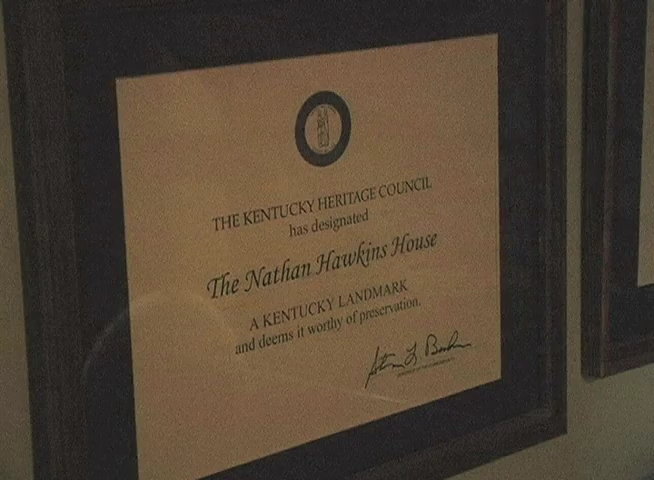 THE KENTUCKY HERITAGE COUNCIL
has designated
The Nathan Hawkins House
A KENTUCKY LANDMARK
and deems it worthy of preservation.